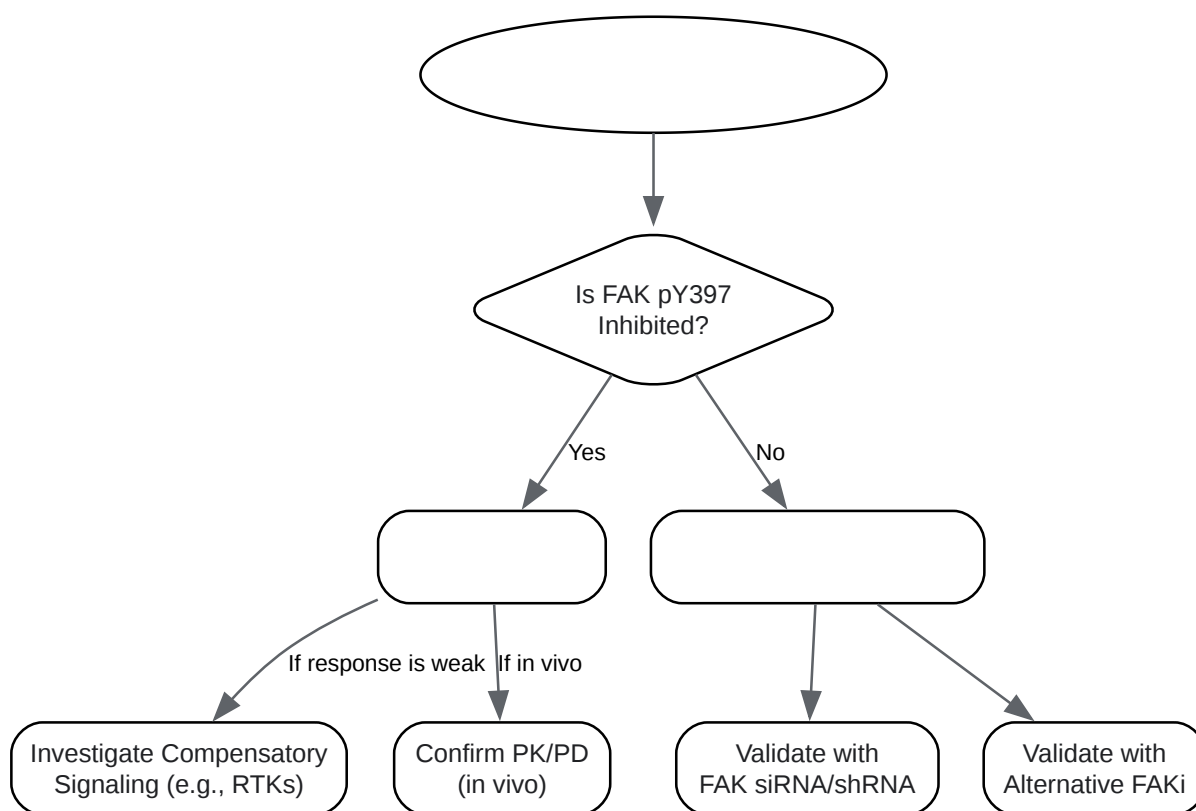 Is FAK pY397
Inhibited?
Yes
No
If response is weak
If in vivo
Investigate Compensatory
Signaling (e.g., RTKs)
Confirm PK/PD
(in vivo)
Validate with
FAK siRNA/shRNA
Validate with
Alternative FAKi